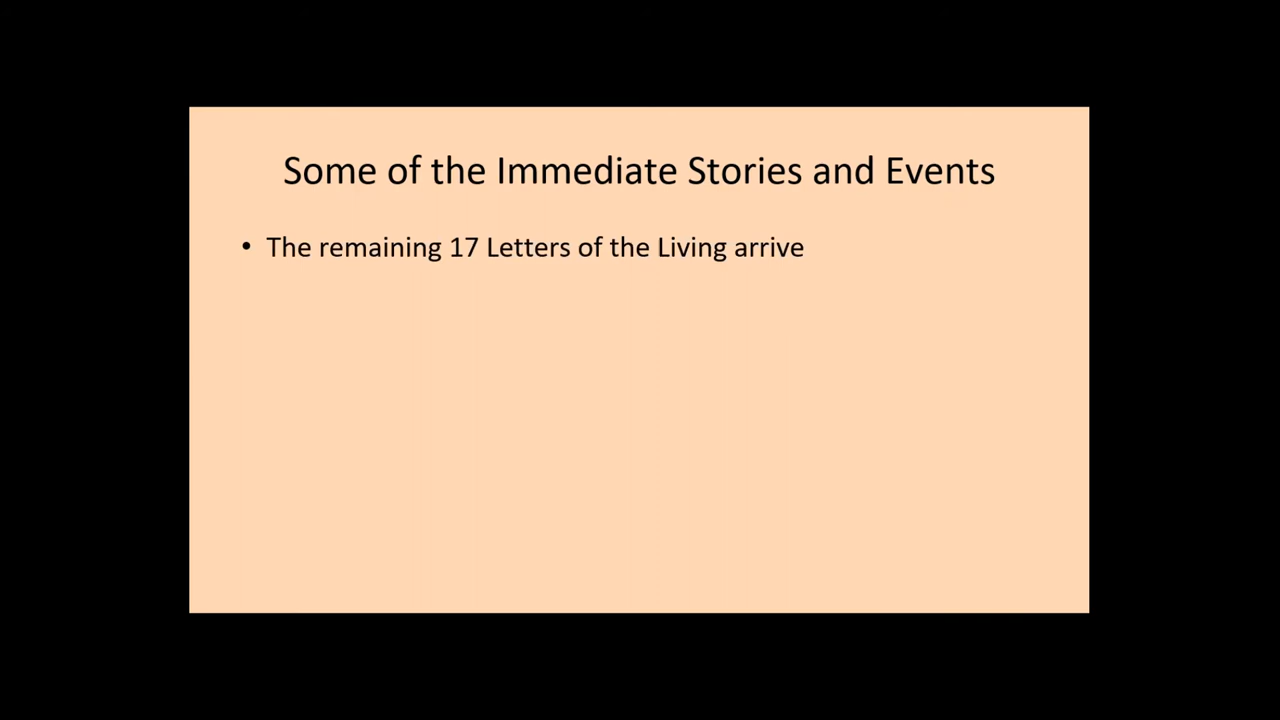 Some of the Immediate Stories and Events
• The remaining 17 Letters of the Living arrive